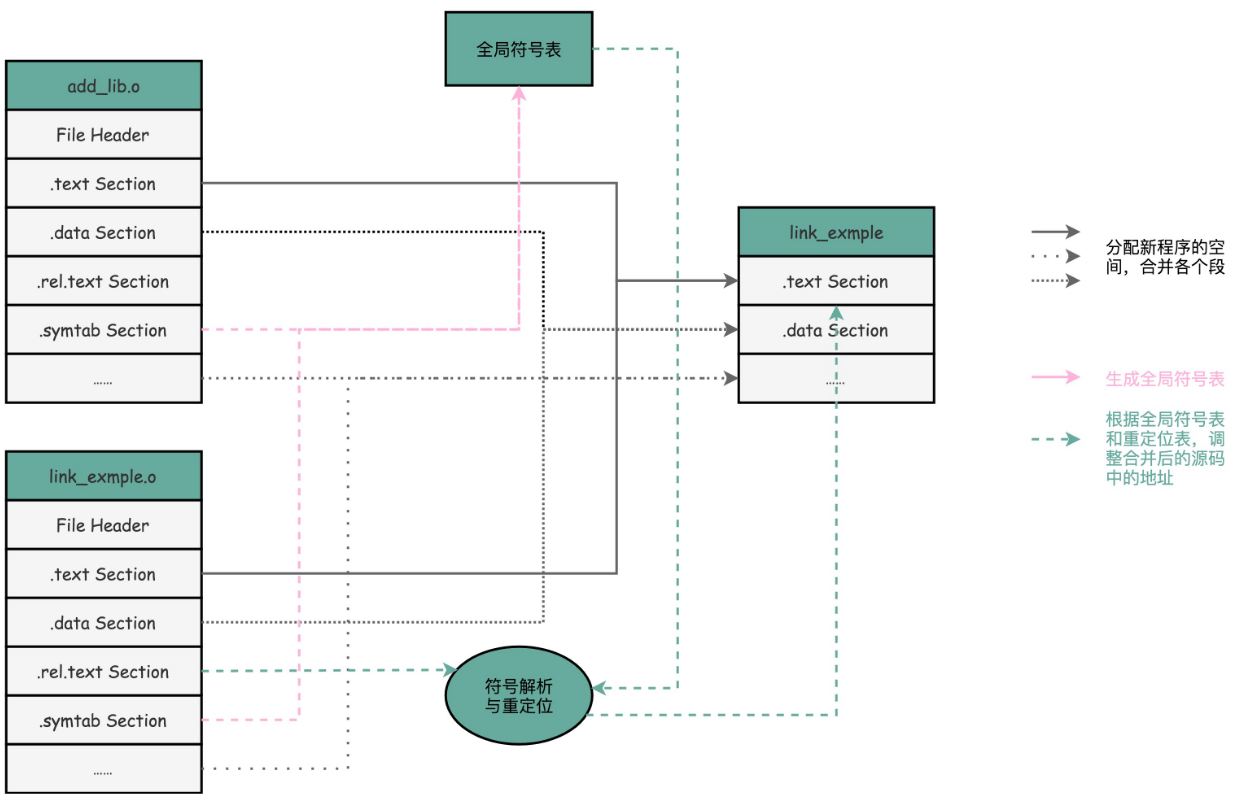 全局符号表
add_lib.o
File Header
.text Section
.data Section
.rel.text Section
.symtab Section
……
link_exmple.o
File Header
.text Section
.data Section
.rel.text Section
.symtab Section
……
符号解析
与重定位
link_exmple
.text Section
.data Section
……
分配新程序的空
间，合并各个段
生成全局符号表
根据全局符号表
和重定位表，调
整合并后的源码
中的地址